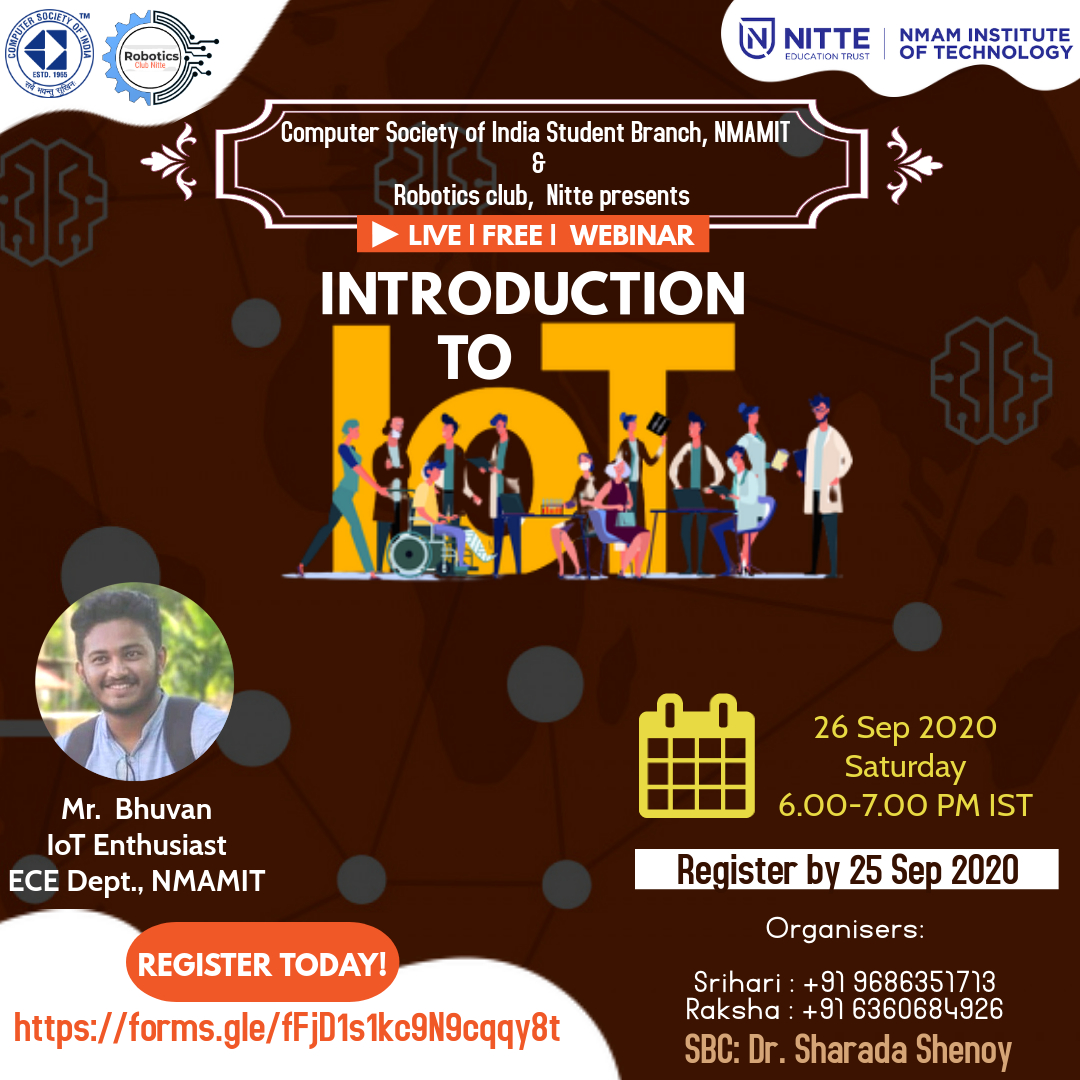 COMPUTER SOCIETY OF INDIA
TM
ESTD. 1965
सर्वे भवन्तु सुखिनः
Robotics
Club Nitte
NITTE
EDUCATION TRUST
NMAM INSTITUTE
OF TECHNOLOGY
Computer Society of India Student Branch, NMAMIT
&
Robotics club, Nitte presents
LIVE | FREE | WEBINAR
INTRODUCTION
TO
IoT
Mr. Bhuvan
IoT Enthusiast
ECE Dept., NMAMIT
26 Sep 2020
Saturday
6.00-7.00 PM IST
Register by 25 Sep 2020
Organisers:
Srihari : +91 9686351713
Raksha : +91 6360684926
SBC: Dr. Sharada Shenoy
REGISTER TODAY!
https://forms.gle/fFjD1s1kc9N9cqqy8t